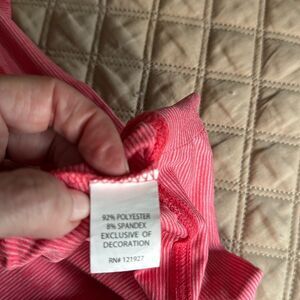 92% POLYESTER
8% SPANDEX
EXCLUSIVE OF
DECORATION
RN# 121927